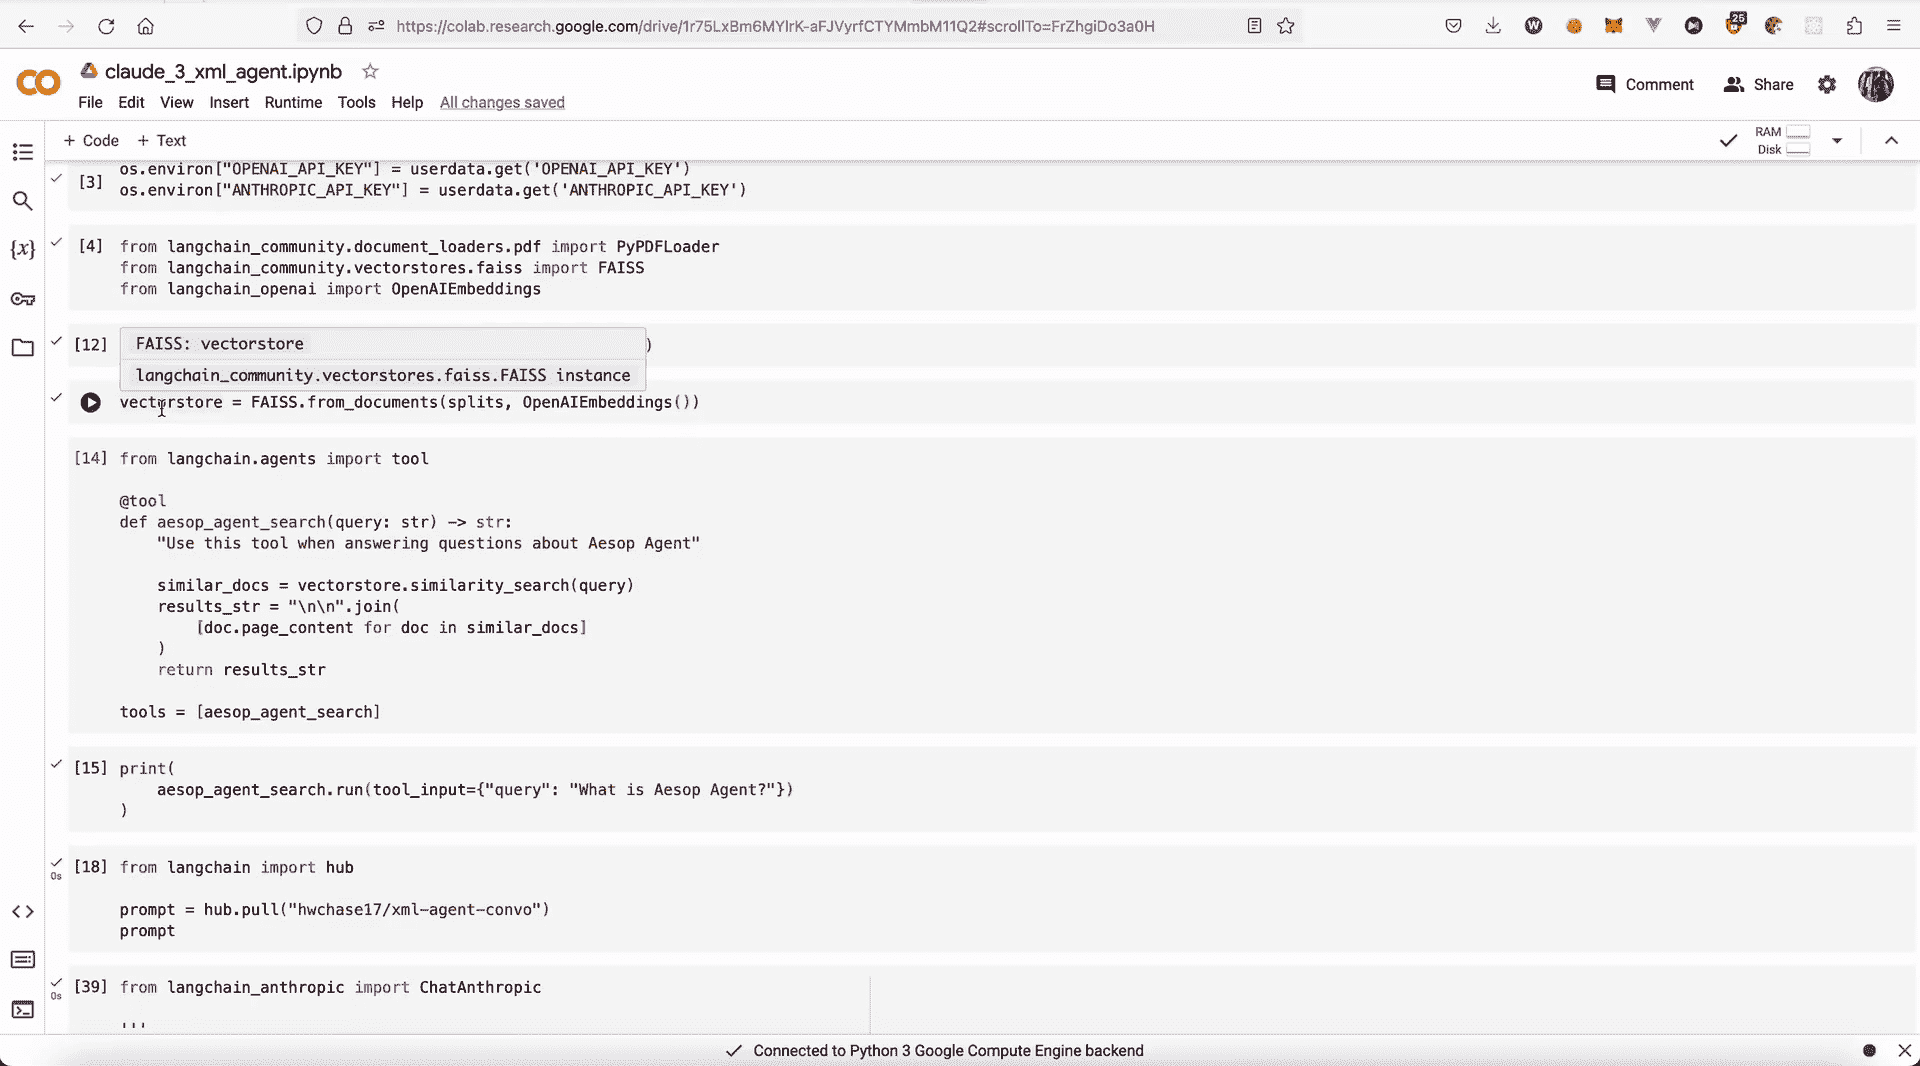 https://colab.research.google.com/drive/1r75LxBm6MYlrK-aFJVyrfCTYMmbM11Q2#scrollTo=FrZhgiDo3a0H
25
CO
claude_3_xml_agent.ipynb
File Edit View Insert Runtime Tools Help All changes saved
Comment
Share
+ Code + Text
RAM
Disk
[3]
os.environ["OPENAI_API_KEY"] = userdata.get('OPENAI_API_KEY')
os.environ["ANTHROPIC_API_KEY"] = userdata.get('ANTHROPIC_API_KEY')
{x}
[4] from langchain_community.document_loaders.pdf import PyPDFLoader
from langchain_community.vectorstores.faiss import FAISS
from langchain_openai import OpenAIEmbeddings
[12] FAISS: vectorstore )
langchain_community.vectorstores.faiss.FAISS instance
vectorstore = FAISS.from_documents(splits, OpenAIEmbeddings())
[14] from langchain.agents import tool
@tool
def aesop_agent_search(query: str) -> str:
"Use this tool when answering questions about Aesop Agent"
similar_docs = vectorstore.similarity_search(query)
results_str = "\n\n".join(
[doc.page_content for doc in similar_docs]
)
return results_str
tools = [aesop_agent_search]
[15] print(
aesop_agent_search.run(tool_input={"query": "What is Aesop Agent?"})
)
[18] from langchain import hub
0s
prompt = hub.pull("hwchase17/xml-agent-convo")
prompt
[39] from langchain_anthropic import ChatAnthropic
0s
'''
Connected to Python 3 Google Compute Engine backend